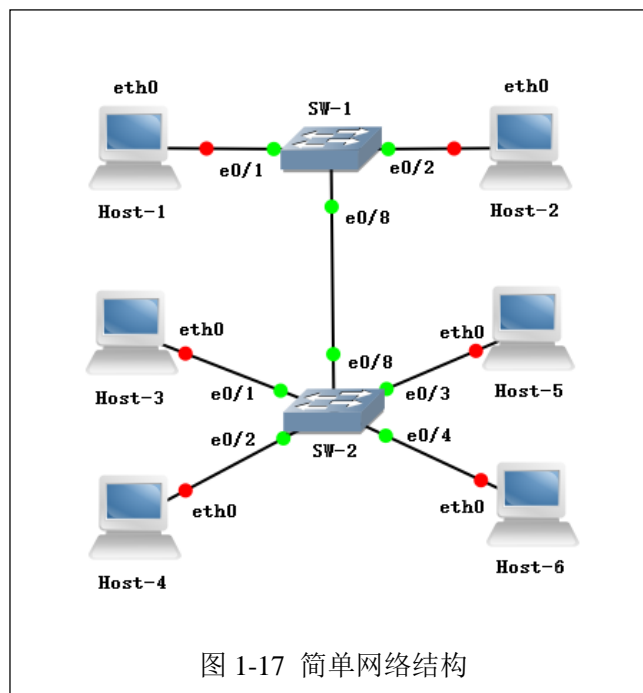 eth0
eth0
SW-1
e0/1
e0/2
Host-1
Host-2
e0/8
eth0
eth0
e0/8
Host-3
e0/1
e0/3
Host-5
e0/2
e0/4
SW-2
eth0
eth0
Host-4
Host-6
图 1-17 简单网络结构